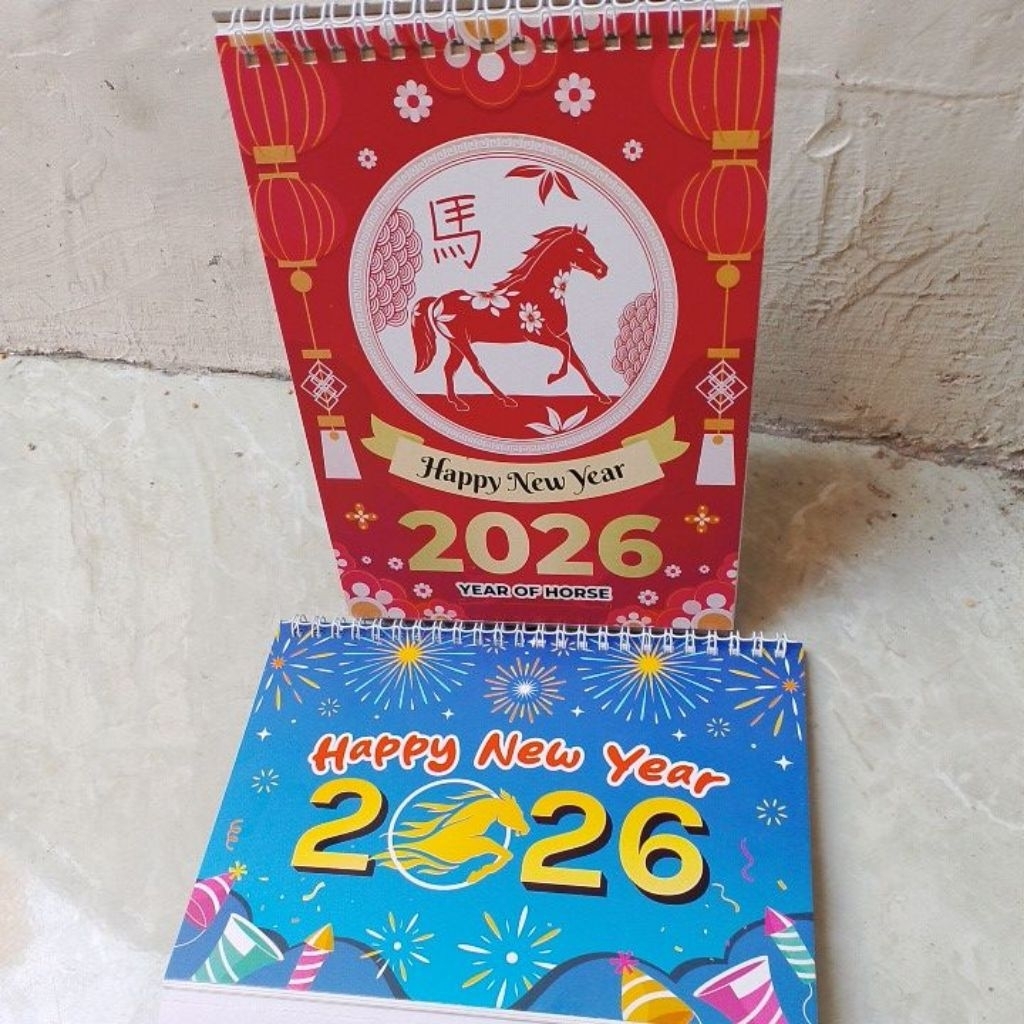 馬
Happy New Year
2026
YEAR OF HORSE
Happy New Year
2026